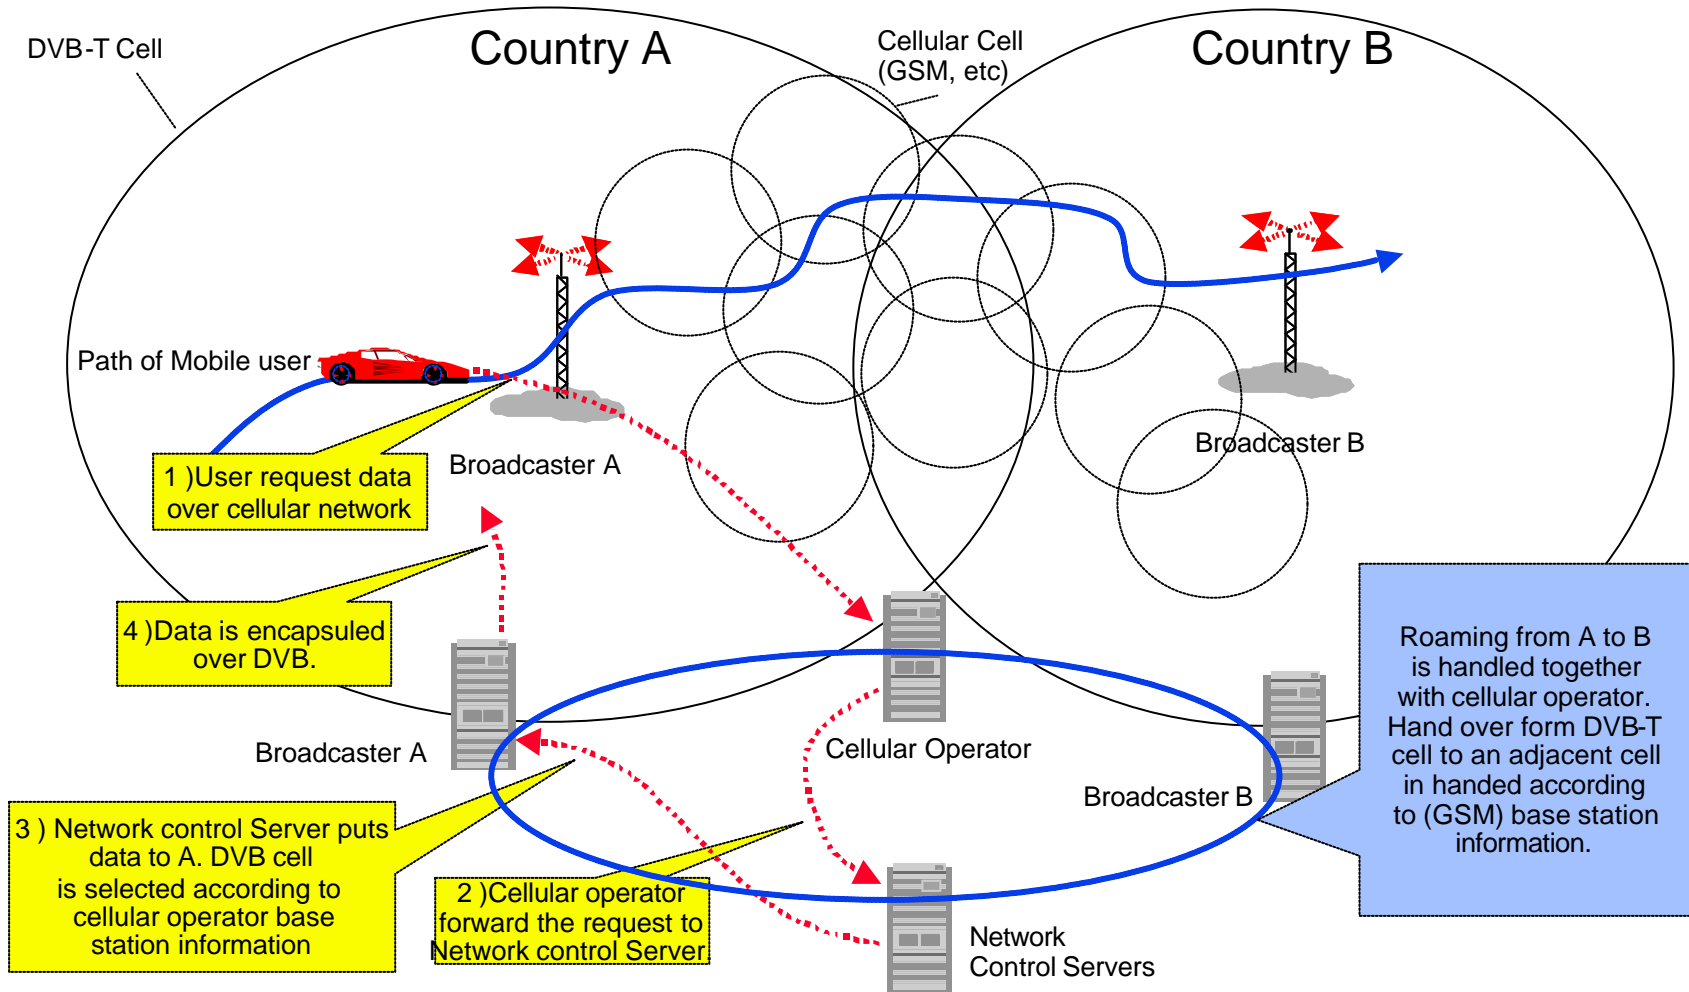 DVB-T Cell
Country A
Cellular Cell
(GSM, etc)
Country B
Path of Mobile user
Broadcaster A
Broadcaster B
1 )User request data
over cellular network
4 )Data is encapsuled
over DVB.
Broadcaster A
Cellular Operator
Broadcaster B
Roaming from A to B
is handled together
with cellular operator.
Hand over form DVB-T
cell to an adjacent cell
in handed according
to (GSM) base station
information.
3 ) Network control Server puts
data to A. DVB cell
is selected according to
cellular operator base
station information
2 )Cellular operator
forward the request to
Network control Server
Network
Control Servers